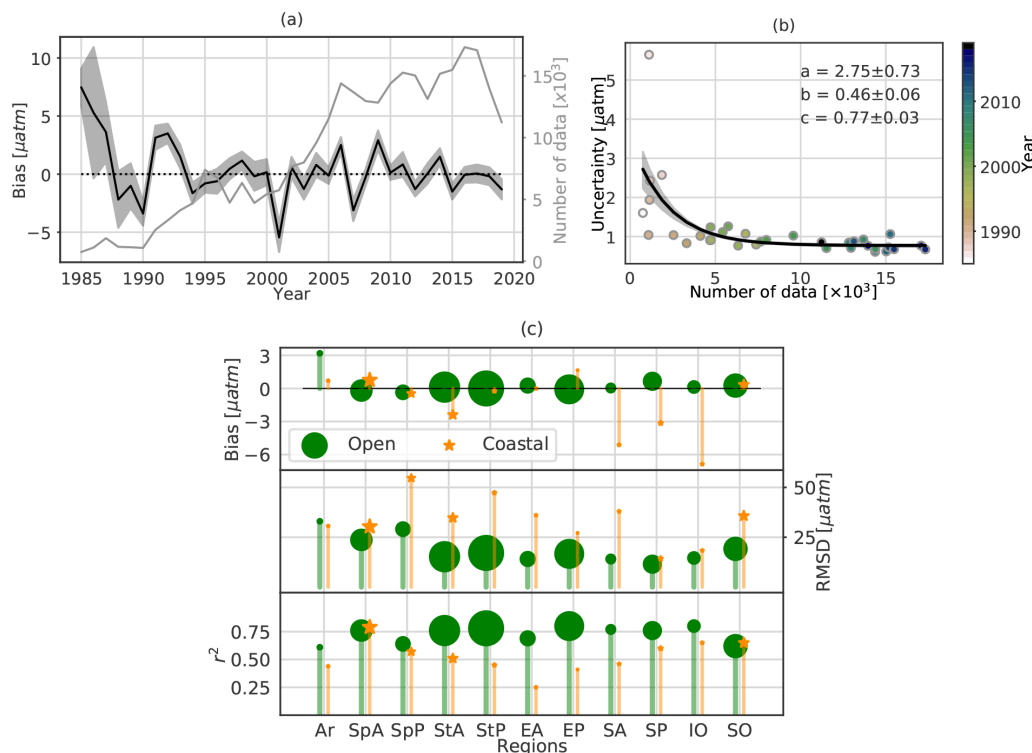 (a)
10
5
0
−5
Bias [µatm]
15
10
5
0
Number of data [x10³]
1985 1990 1995 2000 2005 2010 2015 2020
Year
(b)
a = 2.75±0.73
b = 0.46±0.06
c = 0.77±0.03
5
4
3
2
1
Uncertainty [µatm]
0 5 10 15
Number of data [×10³]
2010
2000
1990
Year
(c)
3
0
−3
−6
Bias [µatm]
Open Coastal
50
25
RMSD [µatm]
0.75
0.50
0.25
r²
Ar SpA SpP StA StP EA EP SA SP IO SO
Regions